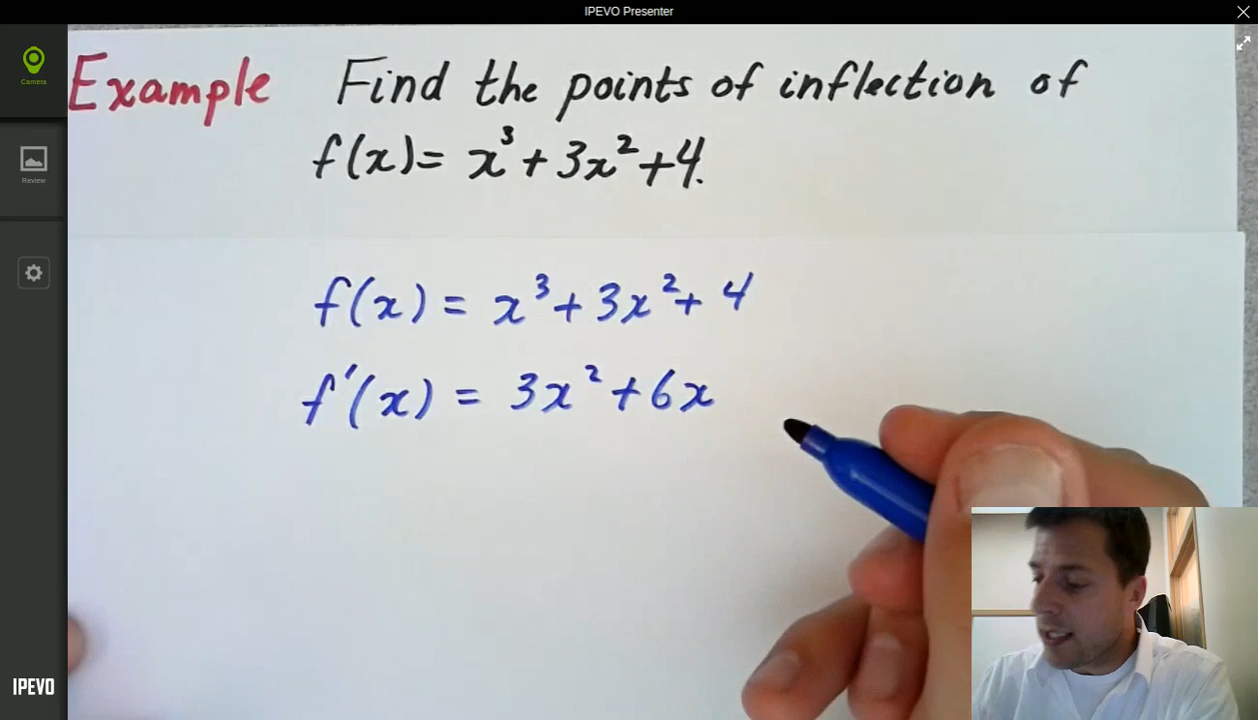 IPEVO Presenter
Camera
Example Find the points of inflection of
f(x)= x³+3x²+4.
Review
f(x) = x³+3x²+4
f'(x) = 3x²+6x
IPEVO